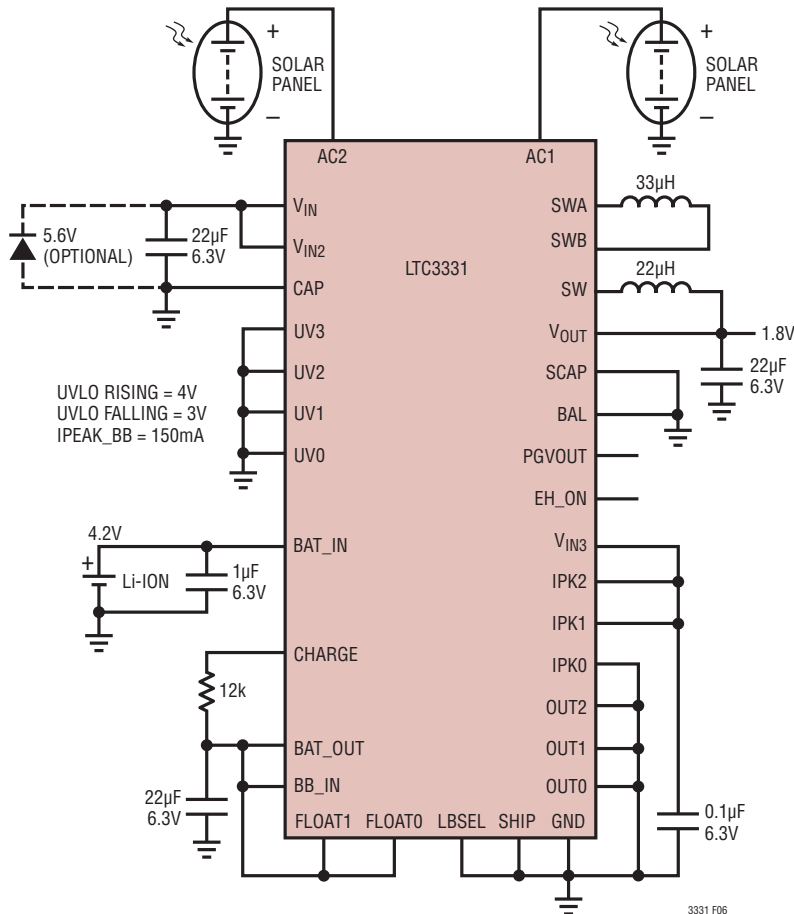 +
SOLAR
PANEL
–
+
SOLAR
PANEL
–
AC2
AC1
LTC3331
VIN
VIN2
CAP
UV3
UV2
UV1
UV0
BAT_IN
CHARGE
BAT_OUT
BB_IN
FLOAT1
FLOAT0
LBSEL
SHIP
GND
SWA
SWB
SW
VOUT
SCAP
BAL
PGVOUT
EH_ON
VIN3
IPK2
IPK1
IPK0
OUT2
OUT1
OUT0
5.6V
(OPTIONAL)
22µF
6.3V
UVLO RISING = 4V
UVLO FALLING = 3V
IPEAK_BB = 150mA
4.2V
+
Li-ION
1µF
6.3V
12k
22µF
6.3V
33µH
22µH
1.8V
22µF
6.3V
0.1µF
6.3V
3331 F06